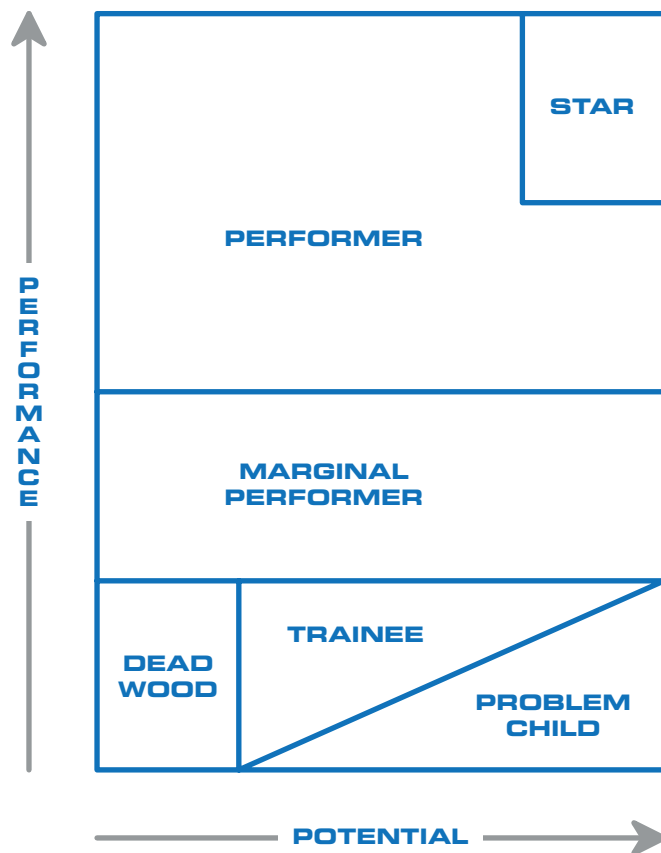 STAR
PERFORMER
PERFORMANCE
MARGINAL
PERFORMER
TRAINEE
DEAD
WOOD
PROBLEM
CHILD
POTENTIAL